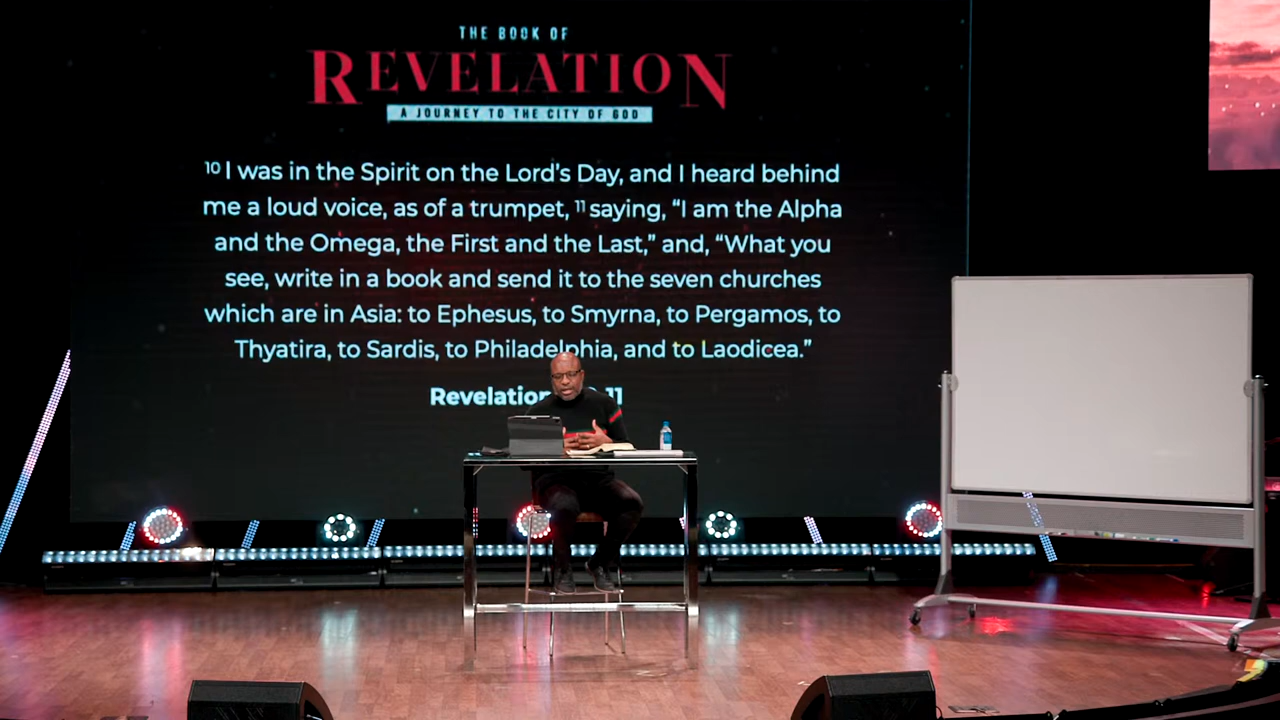 THE BOOK OF
REVELATION
A JOURNEY TO THE CITY OF GOD
10 I was in the Spirit on the Lord's Day, and I heard behind
me a loud voice, as of a trumpet, 11 saying, “I am the Alpha
and the Omega, the First and the Last,” and, “What you
see, write in a book and send it to the seven churches
which are in Asia: to Ephesus, to Smyrna, to Pergamos, to
Thyatira, to Sardis, to Philadelphia, and to Laodicea.”
Revelation 11